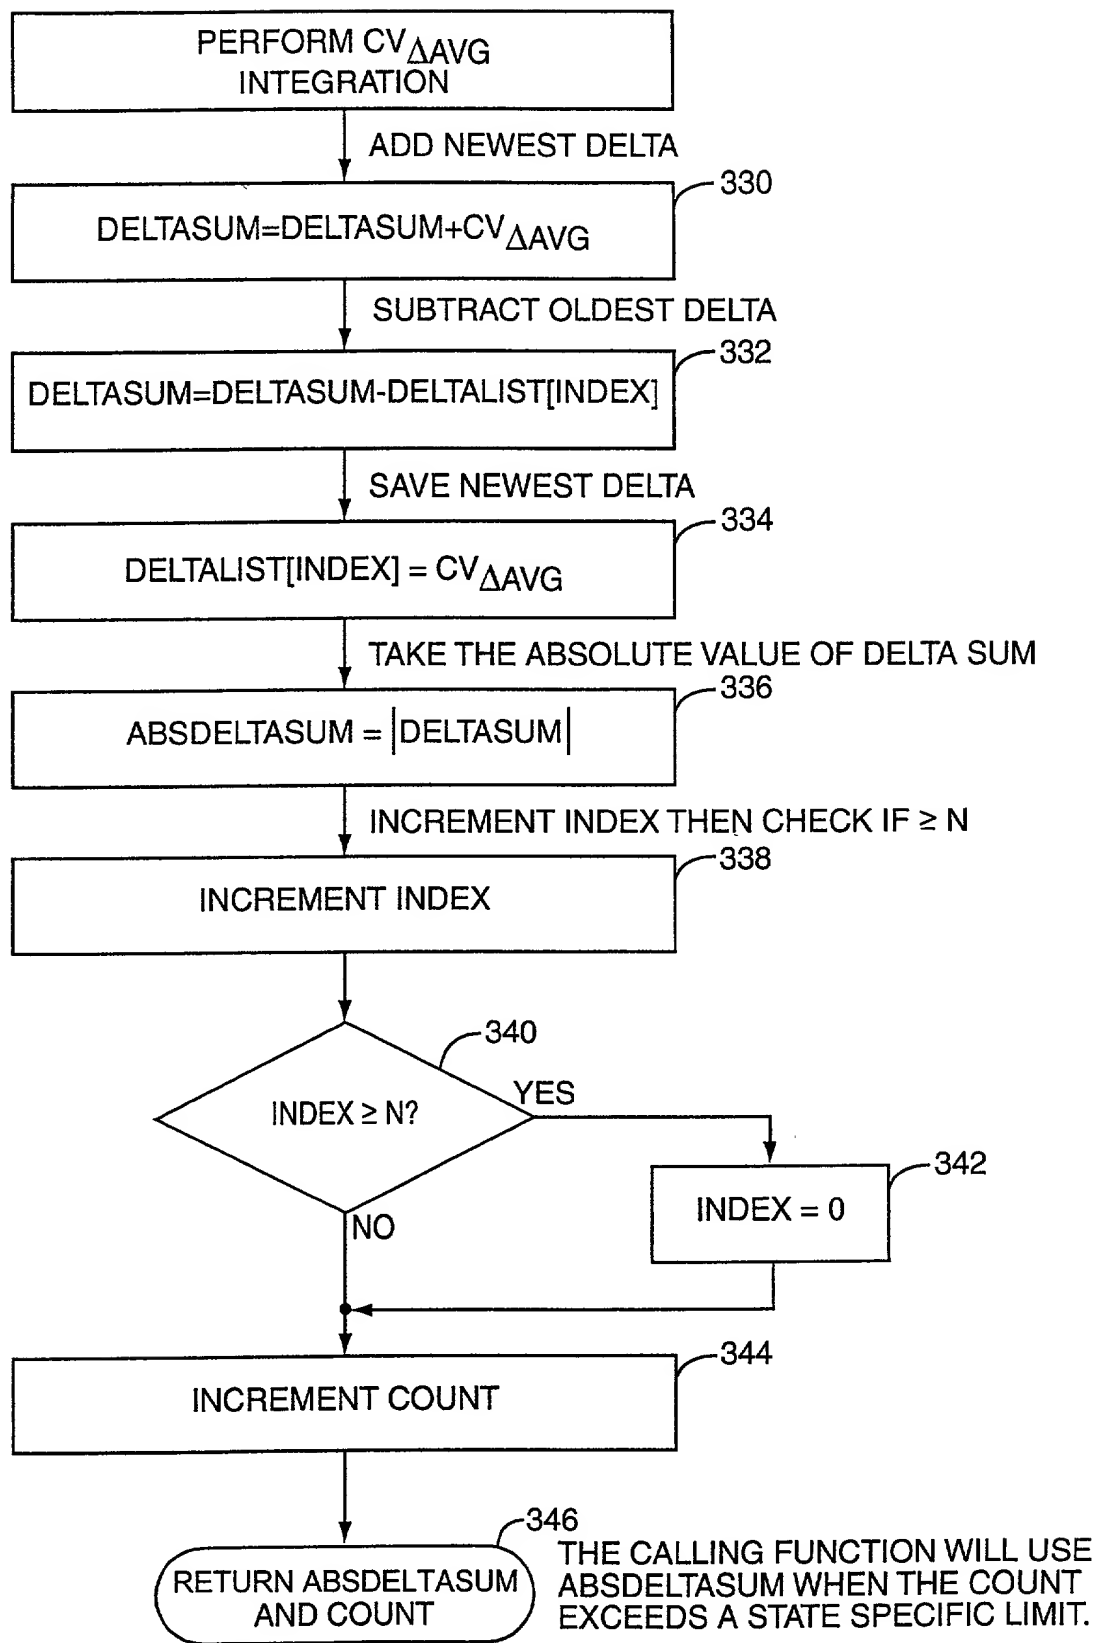 PERFORM CVΔAVG
INTEGRATION
ADD NEWEST DELTA
330
DELTASUM=DELTASUM+CVΔAVG
SUBTRACT OLDEST DELTA
332
DELTASUM=DELTASUM-DELTALIST[INDEX]
SAVE NEWEST DELTA
334
DELTALIST[INDEX] = CVΔAVG
TAKE THE ABSOLUTE VALUE OF DELTA SUM
336
ABSDELTASUM = |DELTASUM|
INCREMENT INDEX THEN CHECK IF ≥ N
338
INCREMENT INDEX
340
INDEX ≥ N?
YES
342
INDEX = 0
NO
344
INCREMENT COUNT
346
RETURN ABSDELTASUM
AND COUNT
THE CALLING FUNCTION WILL USE
ABSDELTASUM WHEN THE COUNT
EXCEEDS A STATE SPECIFIC LIMIT.